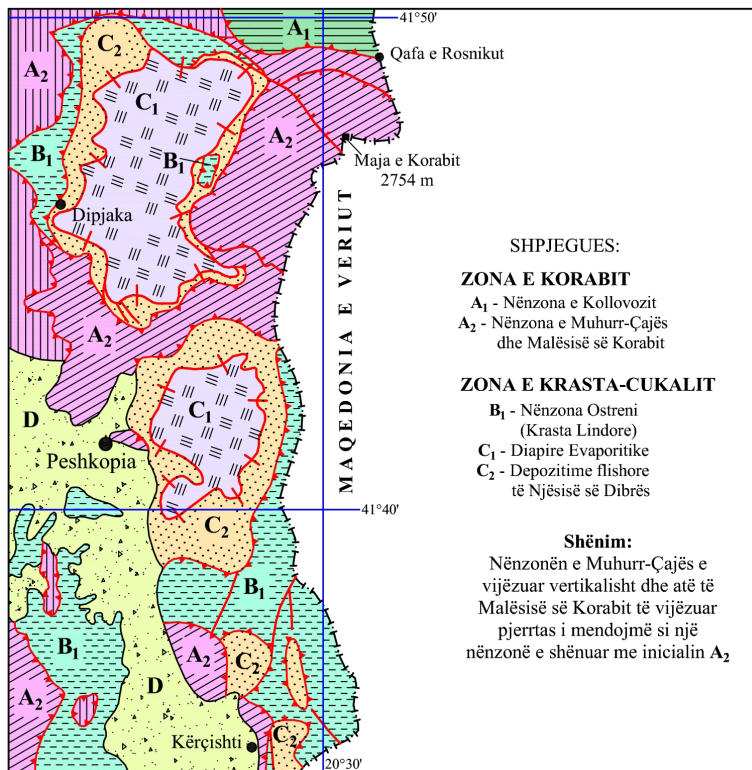 41°50'
C₂
A₁
A₂
Qafa e Rosnikut
C₁
A₂
B₁
B₁
Maja e Korabit
2754 m
Dipjaka
MAQEDONIA E VERIUT
A₂
D
C₁
Peshkopia
41°40'
C₂
B₁
B₁
A₂
C₂
D
A₂
C₂
Kërçishti
20°30'
SHPJEGUES:
ZONA E KORABIT
A₁ - Nënzona e Kollovozit
A₂ - Nënzona e Muhurr-Çajës
dhe Malësisë së Korabit
ZONA E KRASTA-CUKALIT
B₁ - Nënzona Ostreni
(Krasta Lindore)
C₁ - Diapire Evaporitike
C₂ - Depozitime flishore
të Njësisë së Dibrës
Shënim:
Nënzonën e Muhurr-Çajës e
vijëzuar vertikalisht dhe atë të
Malësisë së Korabit të vijëzuar
pjerrtas i mendojmë si një
nënzonë e shënuar me inicialin A₂